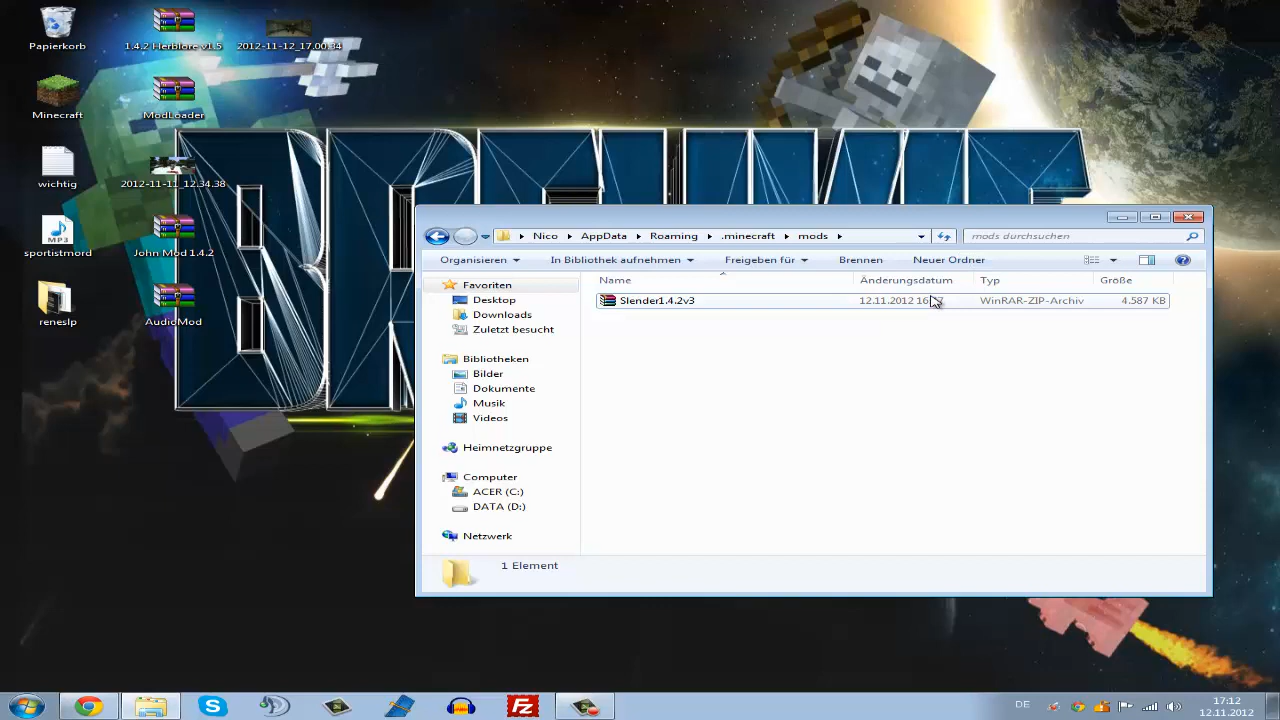 Papierkorb
1.4.2 Herblore v1.5
2012-11-12_17.00.34
Minecraft
ModLoader
wichtig
2012-11-11_12.34.38
MP3
sportistmord
John Mod 1.4.2
reneslp
AudioMod
Nico
AppData
Roaming
.minecraft
mods
mods durchsuchen
Organisieren
In Bibliothek aufnehmen
Freigeben für
Brennen
Neuer Ordner
Name
Änderungsdatum
Typ
Größe
Slender1.4.2v3
12.11.2012
WinRAR-ZIP-Archiv
4.587 KB
Favoriten
Desktop
Downloads
Zuletzt besucht
Bibliotheken
Bilder
Dokumente
Musik
Videos
Heimnetzgruppe
Computer
ACER (C:)
DATA (D:)
Netzwerk
1 Element
Fz
DE
17:12
12.11.2012